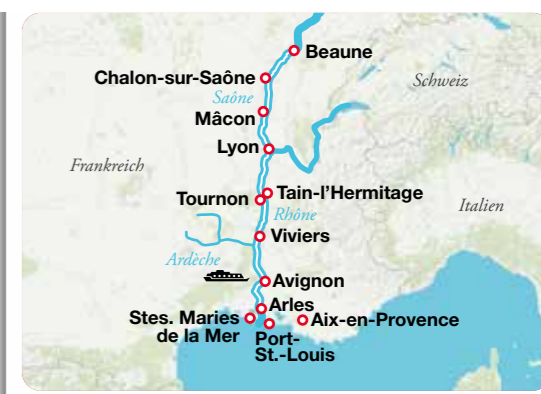 Beaune
Chalon-sur-Saône
Schweiz
Saône
Mâcon
Lyon
Frankreich
Tournon
Tain-l’Hermitage
Italien
Rhône
Viviers
Ardèche
Avignon
Arles
Stes. Maries
de la Mer
Aix-en-Provence
Port-
St.-Louis